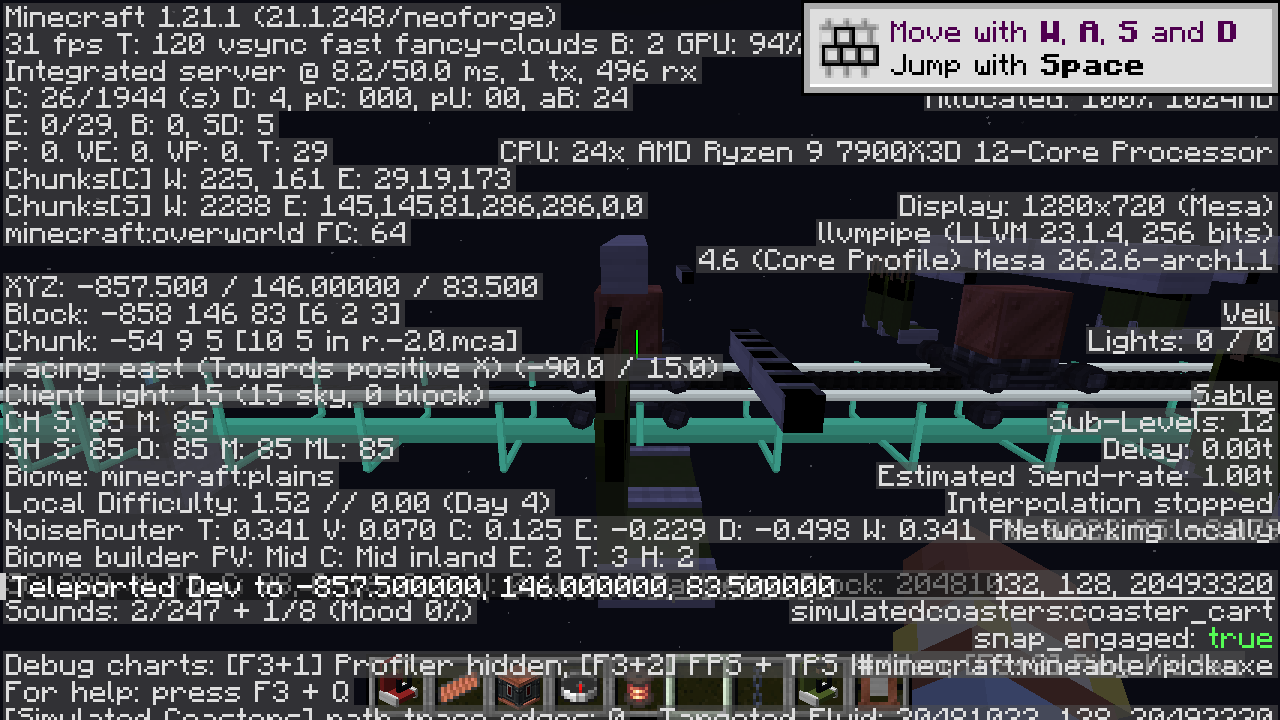 Minecraft 1.21.1 (21.1.248/neoforge)
31 fps T: 120 vsync fast fancy-clouds B: 2 GPU: 94%
Move with W, A, S and D
Jump with Space
Integrated server @ 8.2/50.0 ms, 1 tx, 496 rx
C: 26/1944 (s) D: 4, pC: 000, pU: 00, aB: 24
Allocated: 100% 1024MB
E: 0/29, B: 0, SD: 5
P: 0. VE: 0. VP: 0. T: 29
CPU: 24x AMD Ryzen 9 7900X3D 12-Core Processor
Chunks[C] W: 225, 161 E: 29,19,173
Chunks[S] W: 2288 E: 145,145,81,286,286,0,0
Display: 1280x720 (Mesa)
minecraft:overworld FC: 64
llvmpipe (LLVM 23.1.4, 256 bits)
4.6 (Core Profile) Mesa 26.2.6-arch1.1
XYZ: -857.500 / 146.00000 / 83.500
Block: -858 146 83 [6 2 3]
Veil
Chunk: -54 9 5 [10 5 in r.-2.0.mca]
Lights: 0 / 0
Facing: east (Towards positive X) (-90.0 / 15.0)
Client Light: 15 (15 sky, 0 block)
Sable
CH S: 85 M: 85
Sub-Levels: 12
SH S: 85 O: 85 M: 85 ML: 85
Delay: 0.00t
Biome: minecraft:plains
Estimated Send-rate: 1.00t
Local Difficulty: 1.52 // 0.00 (Day 4)
Interpolation stopped
NoiseRouter T: 0.341 V: 0.070 C: 0.125 E: -0.229 D: -0.498 W: 0.341
Networking locally
Biome builder PV: Mid C: Mid inland E: 2 T: 3 H: 2
Teleported Dev to -857.500000, 146.000000, 83.500000
Block: 20481032, 128, 20493320
Sounds: 2/247 + 1/8 (Mood 0%)
simulatedcoasters:coaster_cart
snap_engaged: true
Debug charts: [F3+1] Profiler hidden: [F3+2] FPS + TPS
#minecraft:mineable/pickaxe
For help: press F3 + Q